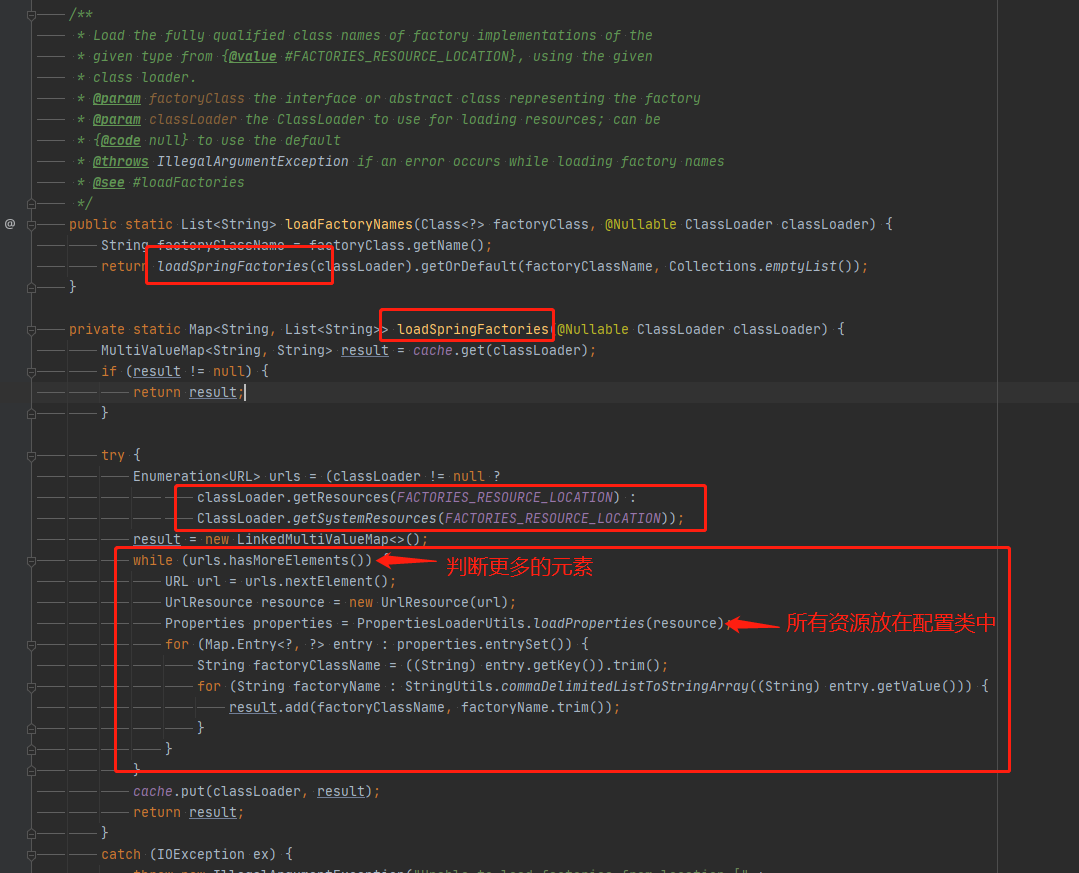 /**
* Load the fully qualified class names of factory implementations of the
* given type from {@value #FACTORIES_RESOURCE_LOCATION}, using the given
* class loader.
* @param factoryClass the interface or abstract class representing the factory
* @param classLoader the ClassLoader to use for loading resources; can be
* {@code null} to use the default
* @throws IllegalArgumentException if an error occurs while loading factory names
* @see #loadFactories
*/
@ public static List<String> loadFactoryNames(Class<?> factoryClass, @Nullable ClassLoader classLoader) {
String factoryClassName = factoryClass.getName();
return loadSpringFactories(classLoader).getOrDefault(factoryClassName, Collections.emptyList());
}
private static Map<String, List<String>> loadSpringFactories(@Nullable ClassLoader classLoader) {
MultiValueMap<String, String> result = cache.get(classLoader);
if (result != null) {
return result;
}
try {
Enumeration<URL> urls = (classLoader != null ?
classLoader.getResources(FACTORIES_RESOURCE_LOCATION) :
ClassLoader.getSystemResources(FACTORIES_RESOURCE_LOCATION));
result = new LinkedMultiValueMap<>();
while (urls.hasMoreElements()) { 判断更多的元素
URL url = urls.nextElement();
UrlResource resource = new UrlResource(url);
Properties properties = PropertiesLoaderUtils.loadProperties(resource); 所有资源放在配置类中
for (Map.Entry<?, ?> entry : properties.entrySet()) {
String factoryClassName = ((String) entry.getKey()).trim();
for (String factoryName : StringUtils.commaDelimitedListToStringArray((String) entry.getValue())) {
result.add(factoryClassName, factoryName.trim());
}
}
}
cache.put(classLoader, result);
return result;
}
catch (IOException ex) {
throw new IllegalArgumentException("Unable to load factories from location [" +